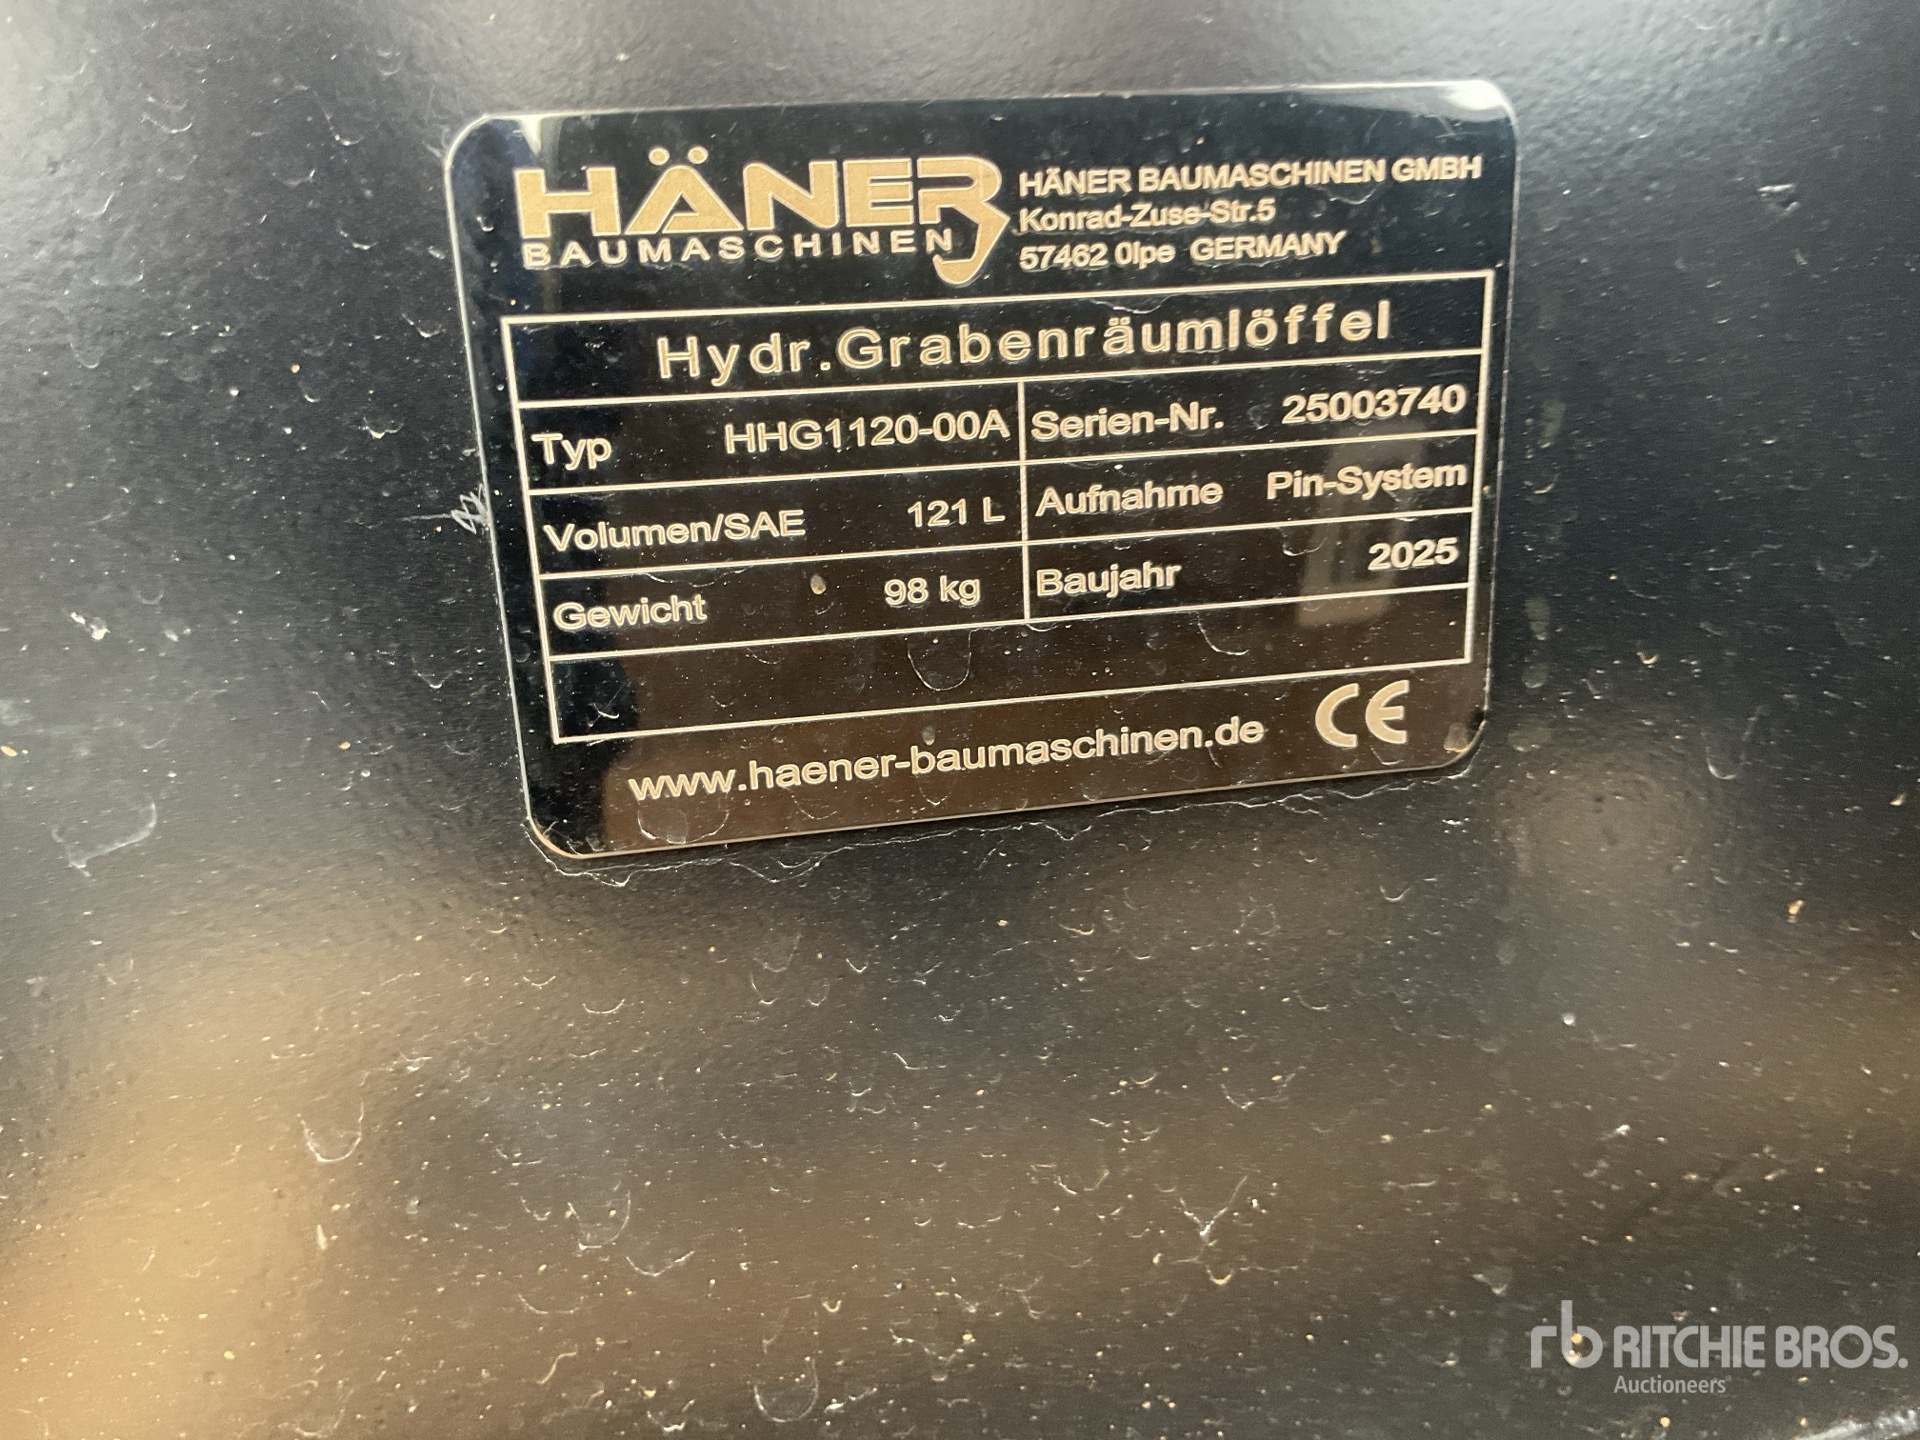 HÄNER
BAUMASCHINEN
HÄNER BAUMASCHINEN GMBH
Konrad-Zuse-Str.5
57462 Olpe GERMANY
Hydr.Grabenräumlöffel
Typ HHG1120-00A Serien-Nr. 25003740
Volumen/SAE 121 L Aufnahme Pin-System
Gewicht 98 kg Baujahr 2025
www.haener-baumaschinen.de CE
rb RITCHIE BROS.
Auctioneers